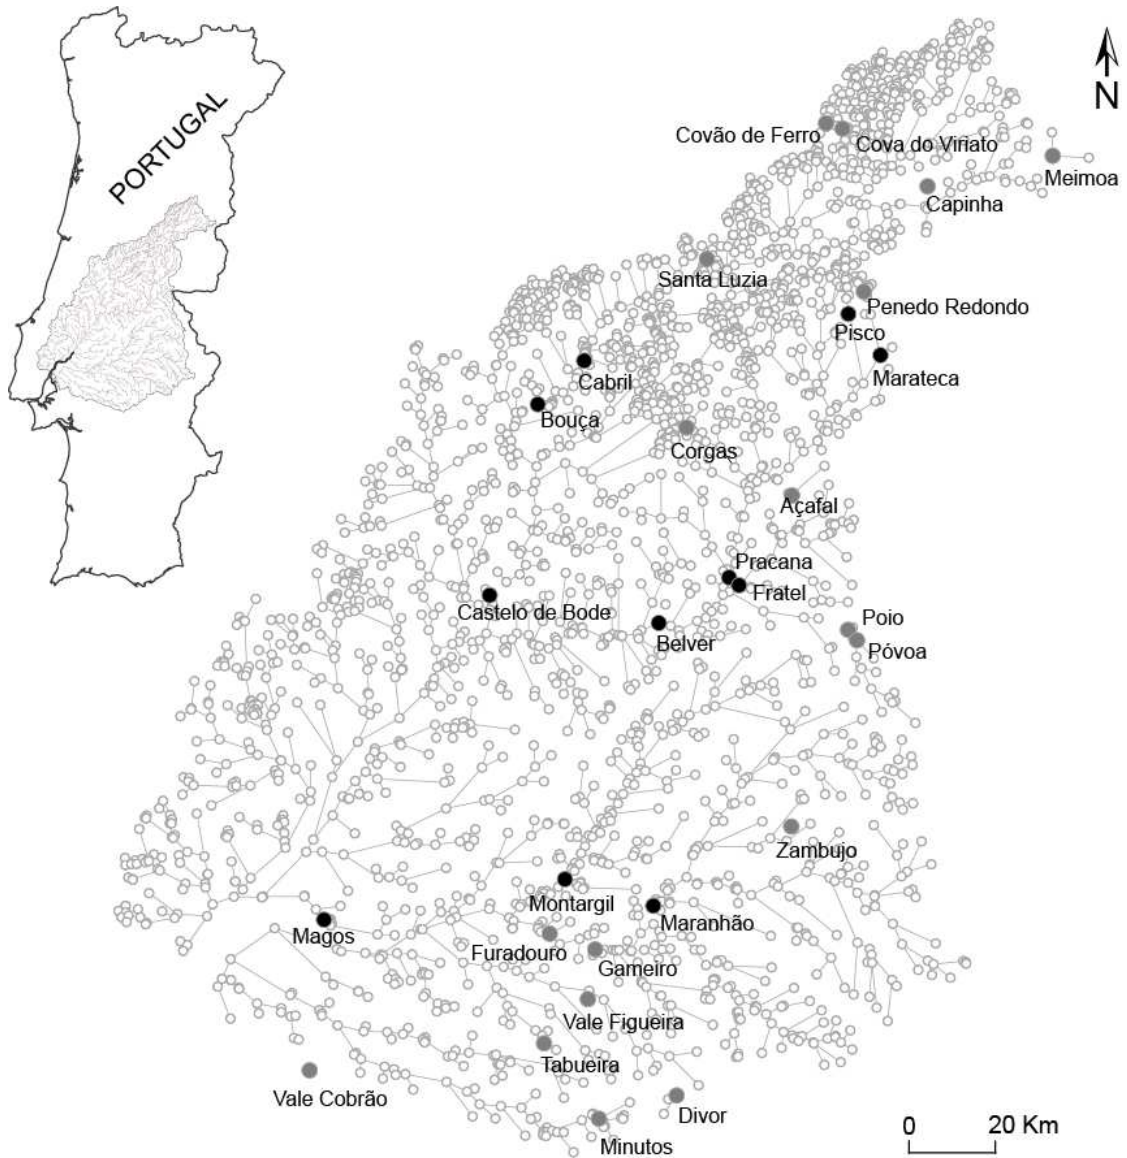 PORTUGAL
N
Covão de Ferro
Cova do Viriato
Meimoa
Capinha
Santa Luzia
Penedo Redondo
Pisco
Marateca
Cabril
Bouça
Corgas
Açafal
Pracana
Fratel
Castelo de Bode
Belver
Poio
Póvoa
Zambujo
Montargil
Maranhão
Magos
Furadouro
Gameiro
Vale Figueira
Tabueira
Vale Cobrão
Divor
Minutos
0 20 Km